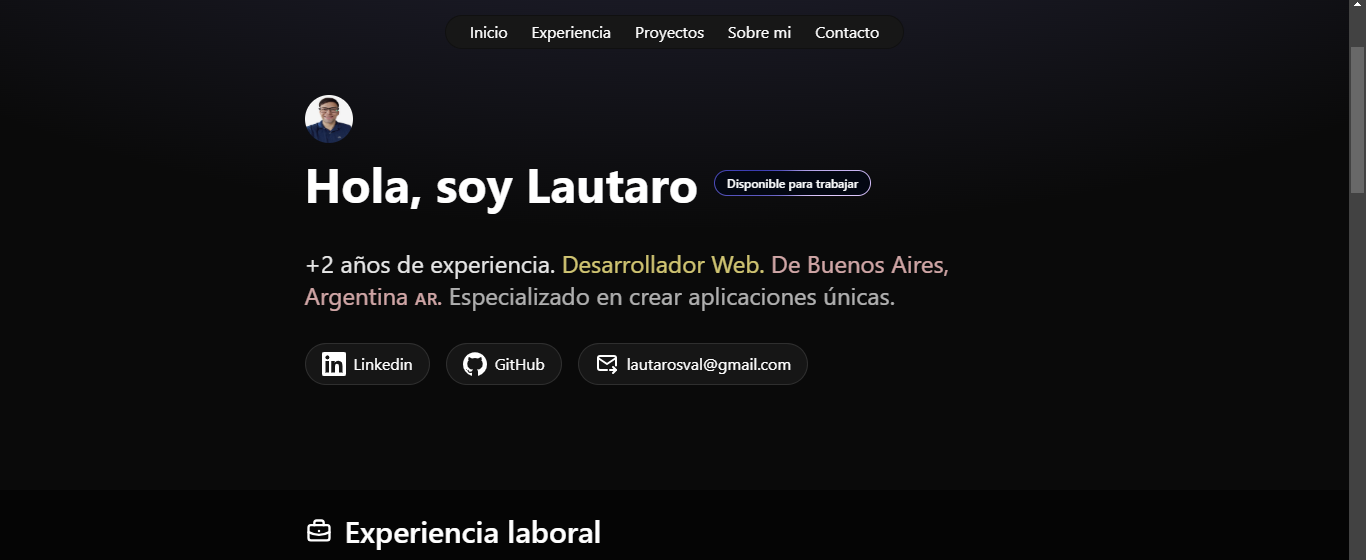 Inicio Experiencia Proyectos Sobre mi Contacto
Hola, soy Lautaro Disponible para trabajar
+2 años de experiencia. Desarrollador Web. De Buenos Aires,
Argentina AR. Especializado en crear aplicaciones únicas.
Linkedin GitHub lautarosval@gmail.com
Experiencia laboral